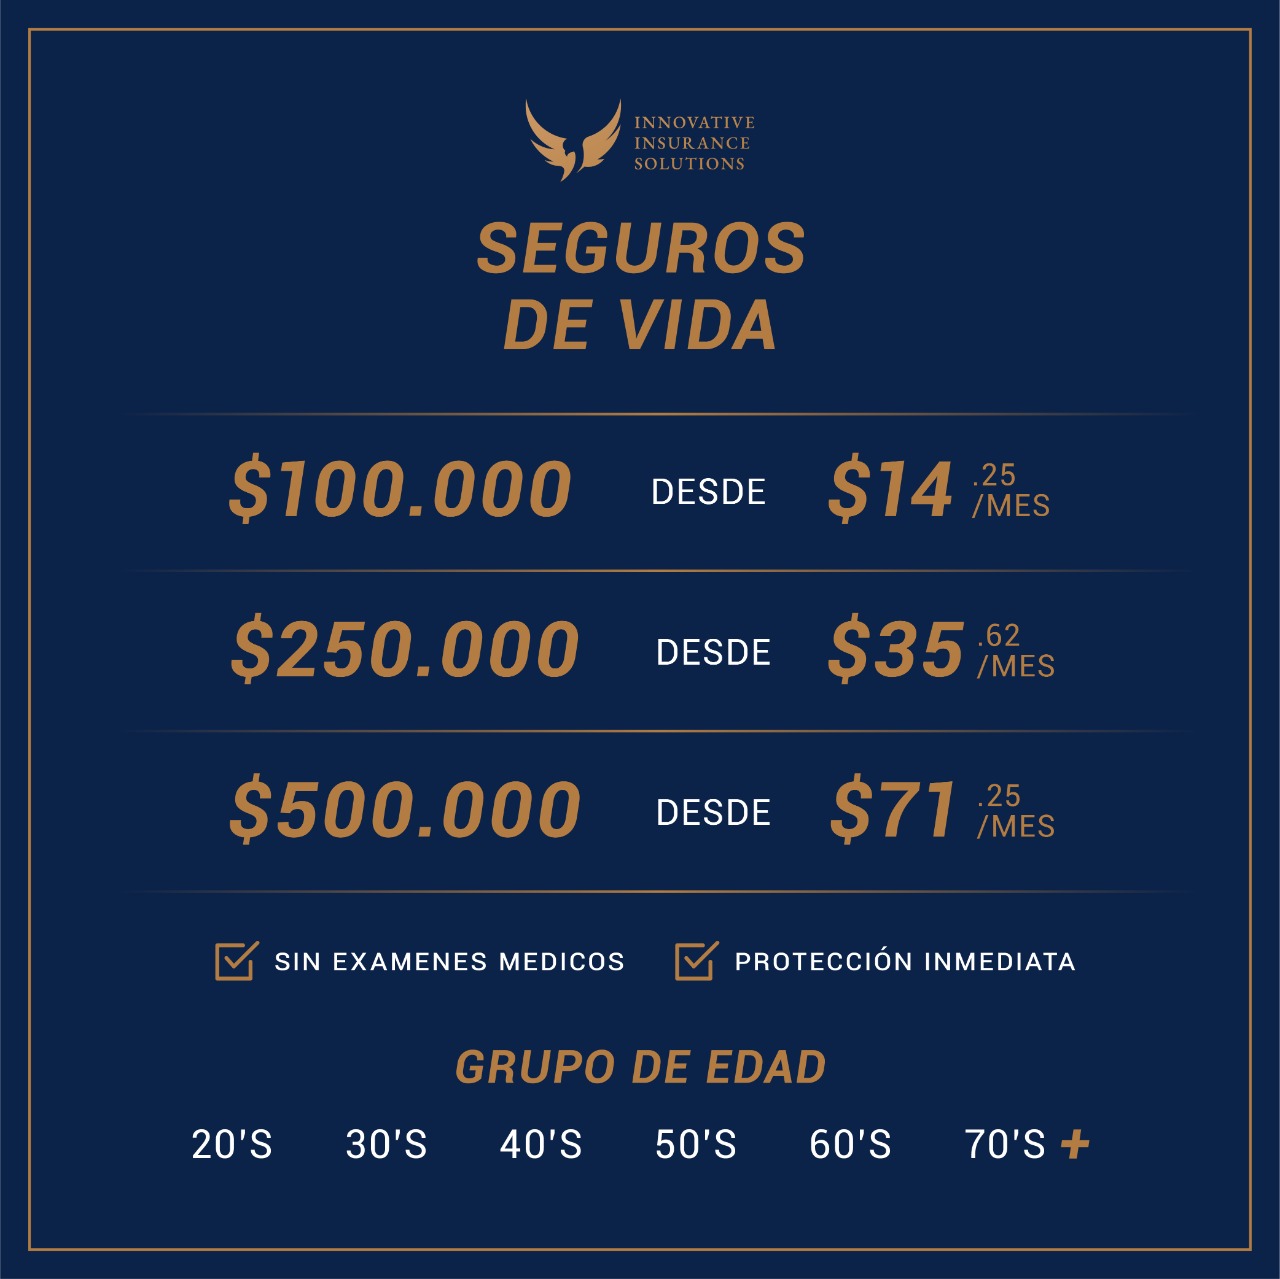 INNOVATIVE
INSURANCE
SOLUTIONS
SEGUROS
DE VIDA
$100.000 DESDE $14.25/MES
$250.000 DESDE $35.62/MES
$500.000 DESDE $71.25/MES
SIN EXAMENES MEDICOS PROTECCIÓN INMEDIATA
GRUPO DE EDAD
20'S 30'S 40'S 50'S 60'S 70'S +